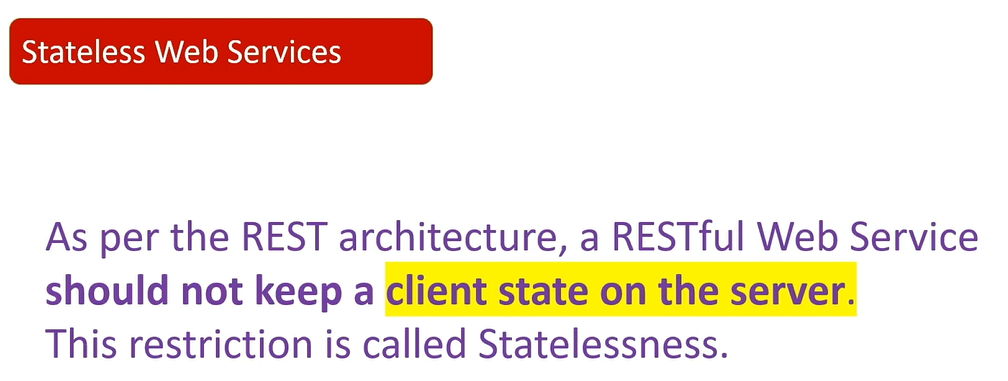 Stateless Web Services
As per the REST architecture, a RESTful Web Service
should not keep a client state on the server.
This restriction is called Statelessness.